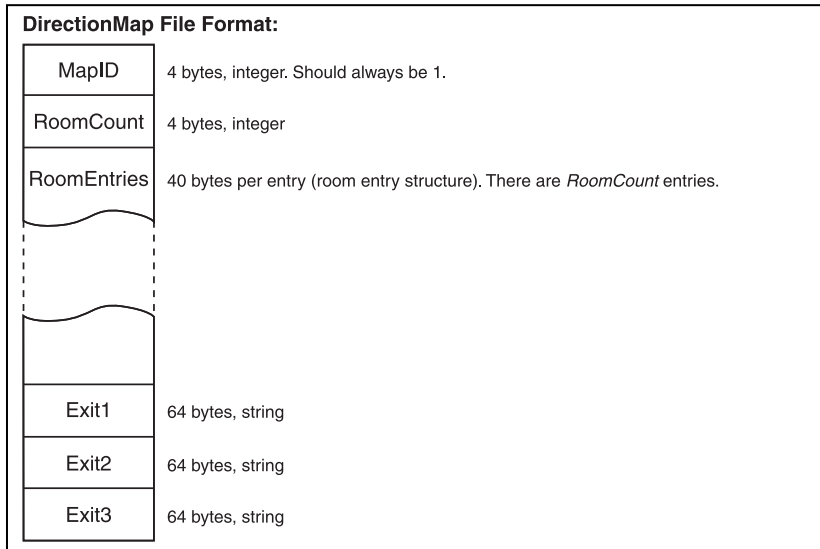 DirectionMap File Format:
MapID 4 bytes, integer. Should always be 1.
RoomCount 4 bytes, integer
RoomEntries 40 bytes per entry (room entry structure). There are RoomCount entries.
Exit1 64 bytes, string
Exit2 64 bytes, string
Exit3 64 bytes, string